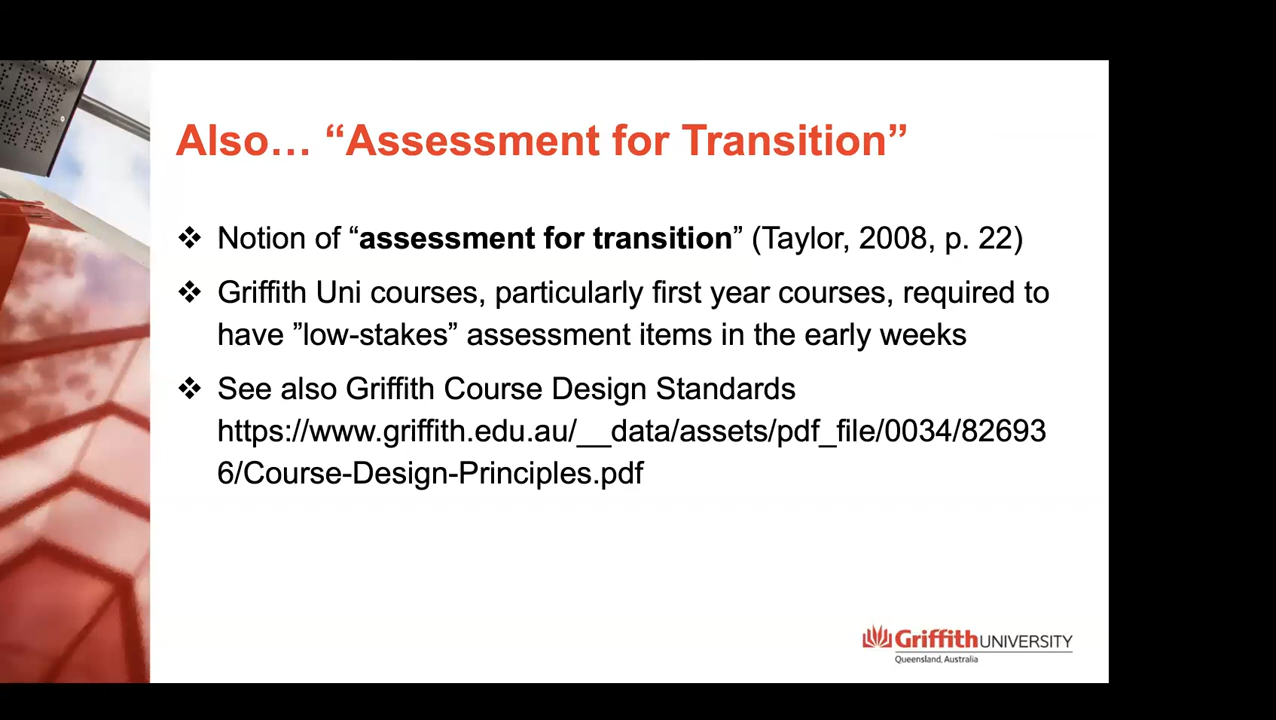 Also… “Assessment for Transition”
❖ Notion of “assessment for transition” (Taylor, 2008, p. 22)
❖ Griffith Uni courses, particularly first year courses, required to
have ”low-stakes” assessment items in the early weeks
❖ See also Griffith Course Design Standards
https://www.griffith.edu.au/__data/assets/pdf_file/0034/82693
6/Course-Design-Principles.pdf
Griffith UNIVERSITY
Queensland, Australia